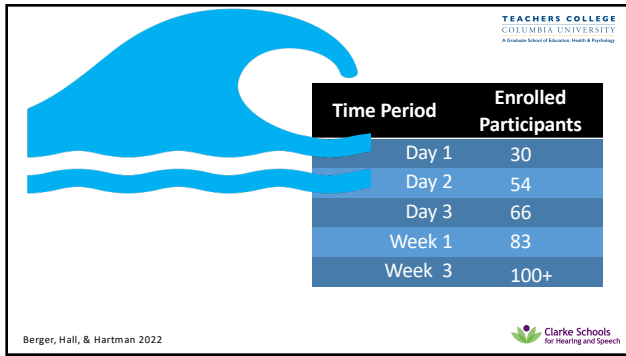 TEACHERS COLLEGE
COLUMBIA UNIVERSITY
A Graduate School of Education, Health & Psychology
Time Period Enrolled Participants
Day 1 30
Day 2 54
Day 3 66
Week 1 83
Week 3 100+
Berger, Hall, & Hartman 2022
Clarke Schools
for Hearing and Speech